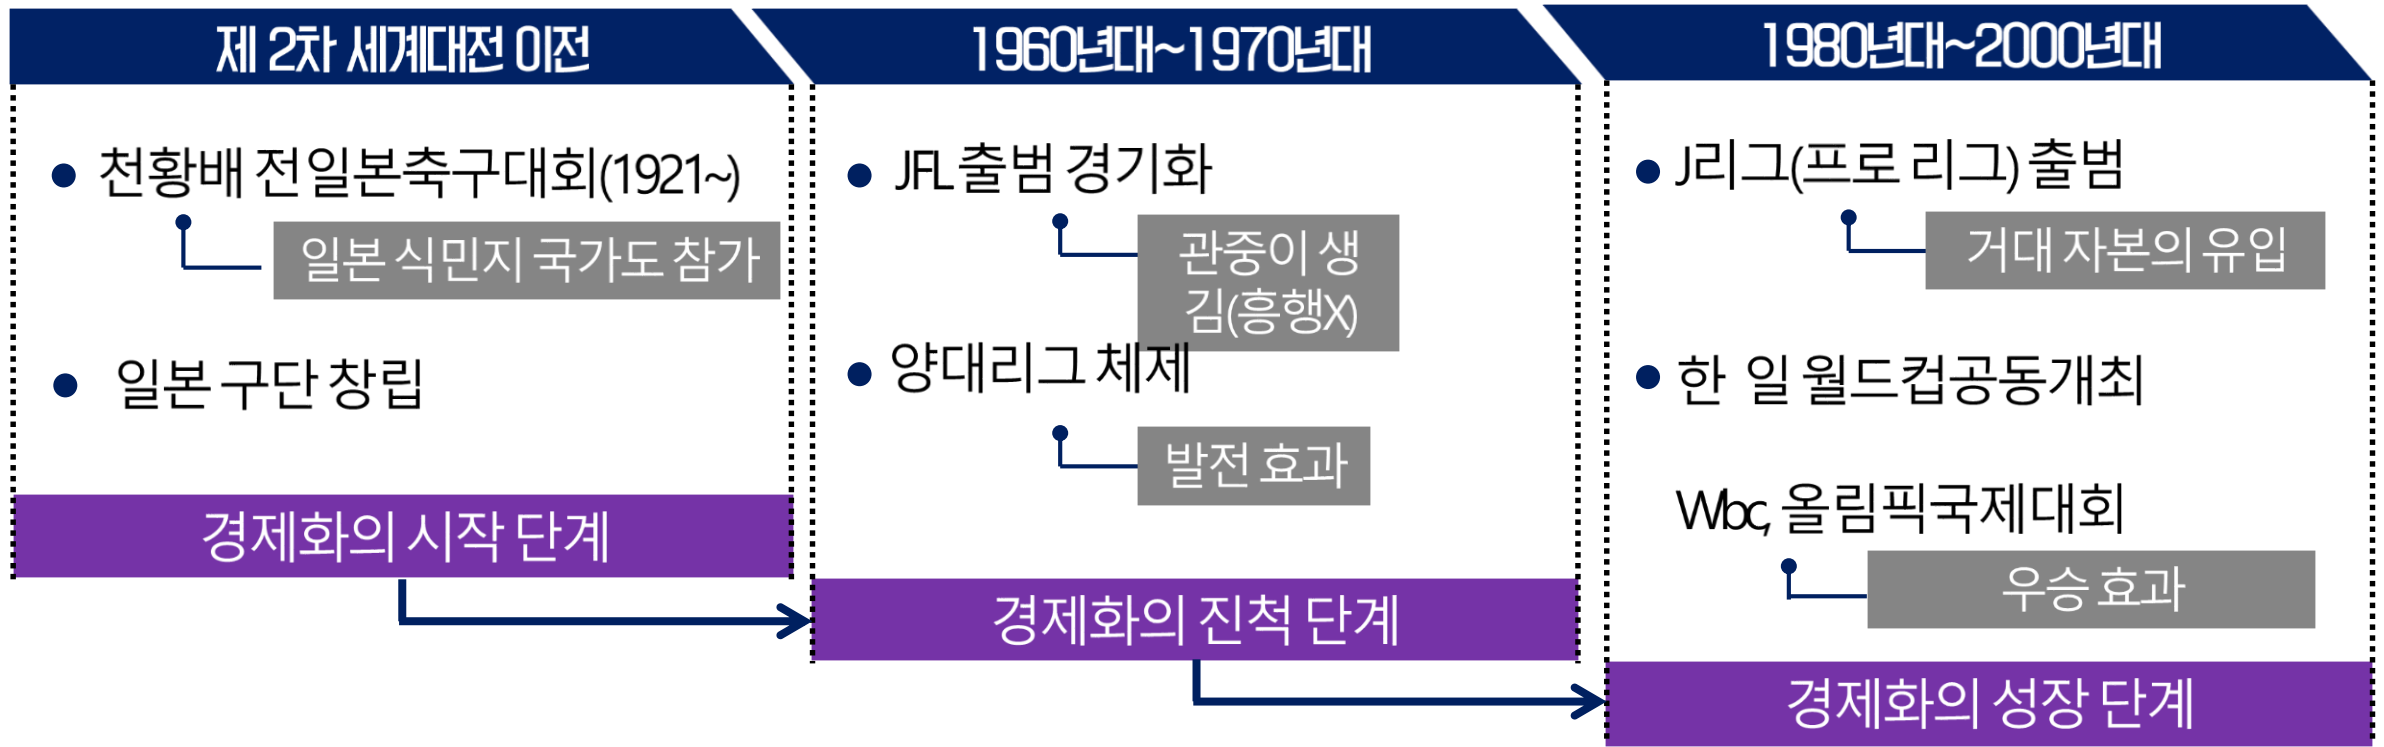 제 2차 세계대전 이전
천황배 전일본축구대회(1921~)
일본 식민지 국가도 참가
일본 구단 창립
경제화의 시작 단계
1960년대~1970년대
JFL출범 경기화
관중이 생
김(흥행X)
양대리그 체제
발전 효과
경제화의 진척 단계
1980년대~2000년대
J리그(프로 리그) 출범
거대 자본의 유입
한 일 월드컵공동개최
Wbc, 올림픽국제대회
우승 효과
경제화의 성장 단계